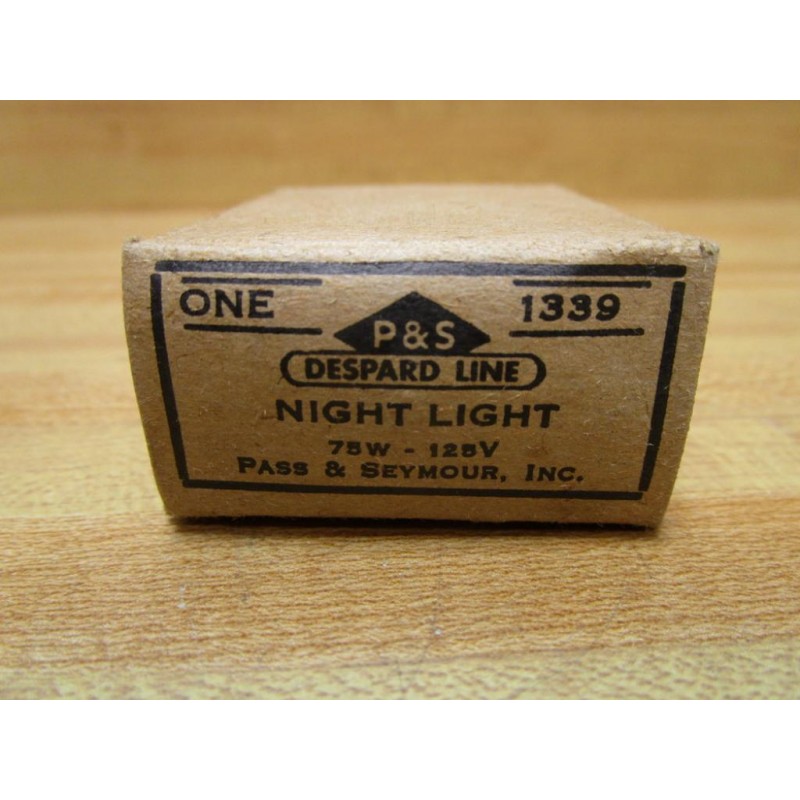 ONE
1339
P&S
DESPARD LINE
NIGHT LIGHT
75W - 125V
PASS & SEYMOUR, INC.